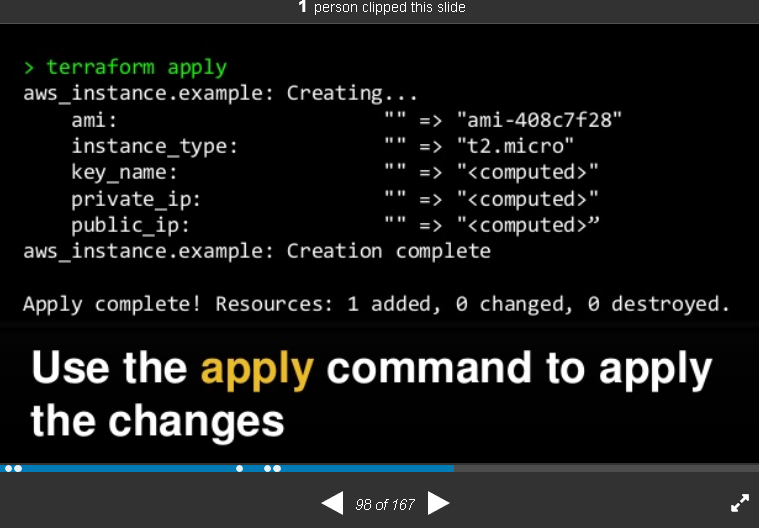 1 person clipped this slide
> terraform apply
aws_instance.example: Creating...
ami: "" => "ami-408c7f28"
instance_type: "" => "t2.micro"
key_name: "" => "<computed>"
private_ip: "" => "<computed>"
public_ip: "" => "<computed>”
aws_instance.example: Creation complete
Apply complete! Resources: 1 added, 0 changed, 0 destroyed.
Use the apply command to apply
the changes
98 of 167